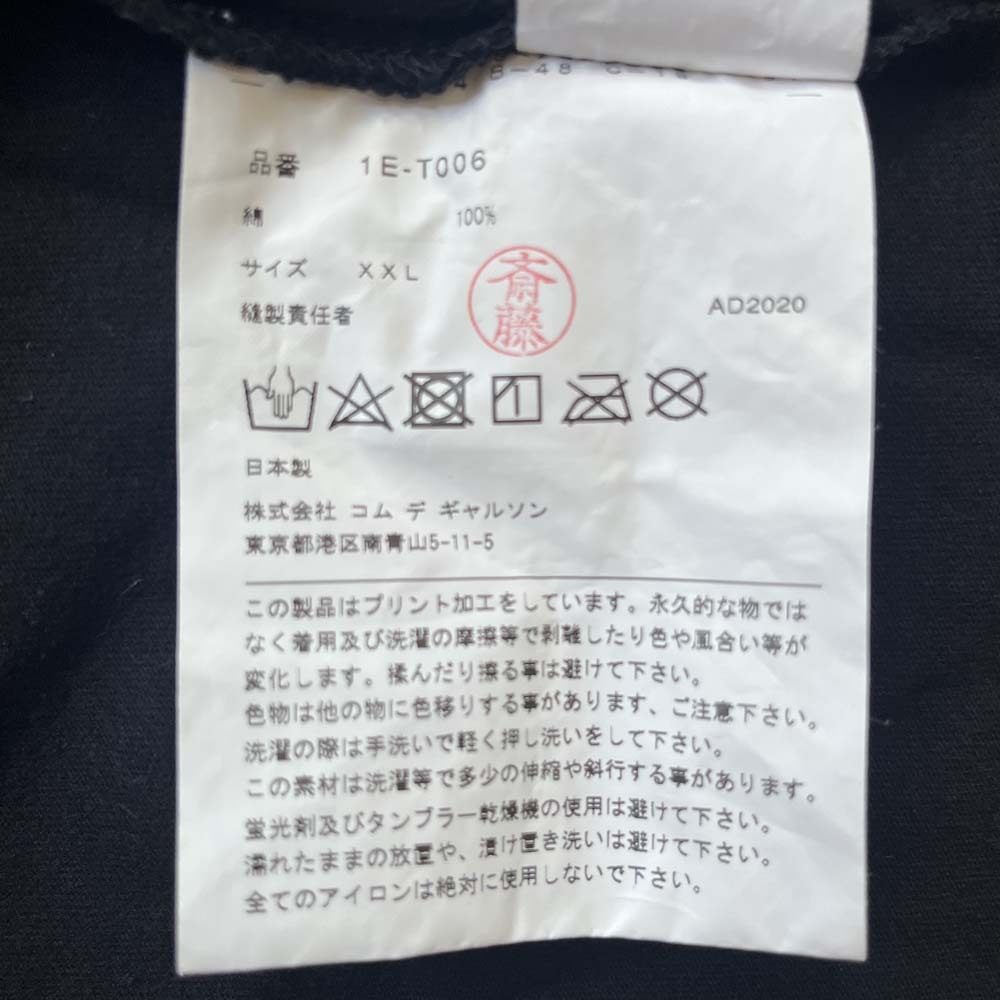 B-48
品番 1E-T006
綿 100%
サイズ XXL
縫製責任者 斎藤 AD2020
日本製
株式会社 コム デ ギャルソン
東京都港区南青山5-11-5
この製品はプリント加工をしています。永久的な物では
なく着用及び洗濯の摩擦等で剥離したり色や風合い等が
変化します。揉んだり擦る事は避けて下さい。
色物は他の物に色移りする事があります、ご注意下さい。
洗濯の際は手洗いで軽く押し洗いをして下さい。
この素材は洗濯等で多少の伸縮や斜行する事があります。
蛍光剤及びタンブラー乾燥機の使用は避けて下さい。
濡れたままの放置や、漬け置き洗いは避けて下さい。
全てのアイロンは絶対に使用しないで下さい。